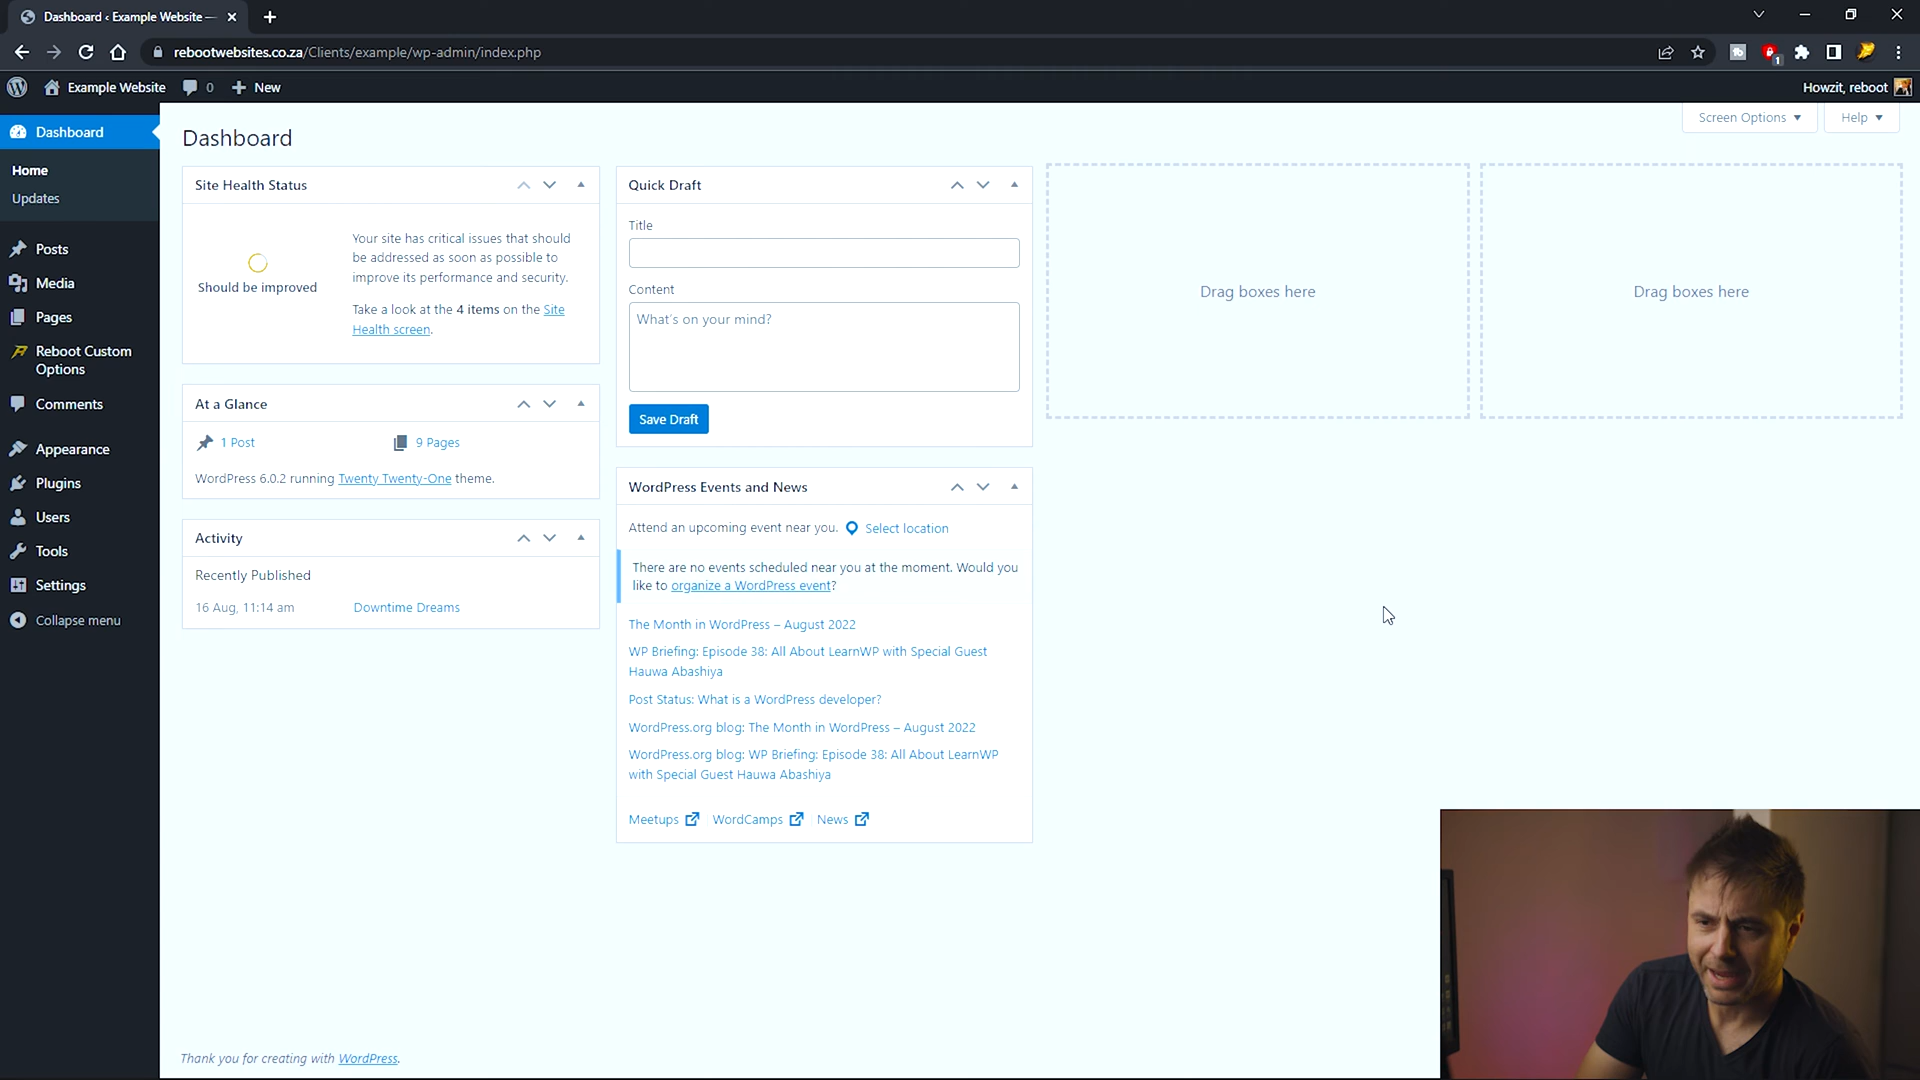 Dashboard ‹ Example Website —
rebootwebsites.co.za/Clients/example/wp-admin/index.php
1
Example Website
0
New
Howzit, reboot
Dashboard
Home
Updates
Posts
Media
Pages
Reboot Custom
Options
Comments
Appearance
Plugins
Users
Tools
Settings
Collapse menu
Screen Options
Help
Dashboard
Site Health Status
Should be improved
Your site has critical issues that should
be addressed as soon as possible to
improve its performance and security.
Take a look at the 4 items on the Site
Health screen.
At a Glance
1 Post
9 Pages
WordPress 6.0.2 running Twenty Twenty-One theme.
Activity
Recently Published
16 Aug, 11:14 am
Downtime Dreams
Quick Draft
Title
Content
What's on your mind?
Save Draft
WordPress Events and News
Attend an upcoming event near you.
Select location
There are no events scheduled near you at the moment. Would you
like to organize a WordPress event?
The Month in WordPress – August 2022
WP Briefing: Episode 38: All About LearnWP with Special Guest
Hauwa Abashiya
Post Status: What is a WordPress developer?
WordPress.org blog: The Month in WordPress – August 2022
WordPress.org blog: WP Briefing: Episode 38: All About LearnWP
with Special Guest Hauwa Abashiya
Meetups
WordCamps
News
Drag boxes here
Drag boxes here
Thank you for creating with WordPress.